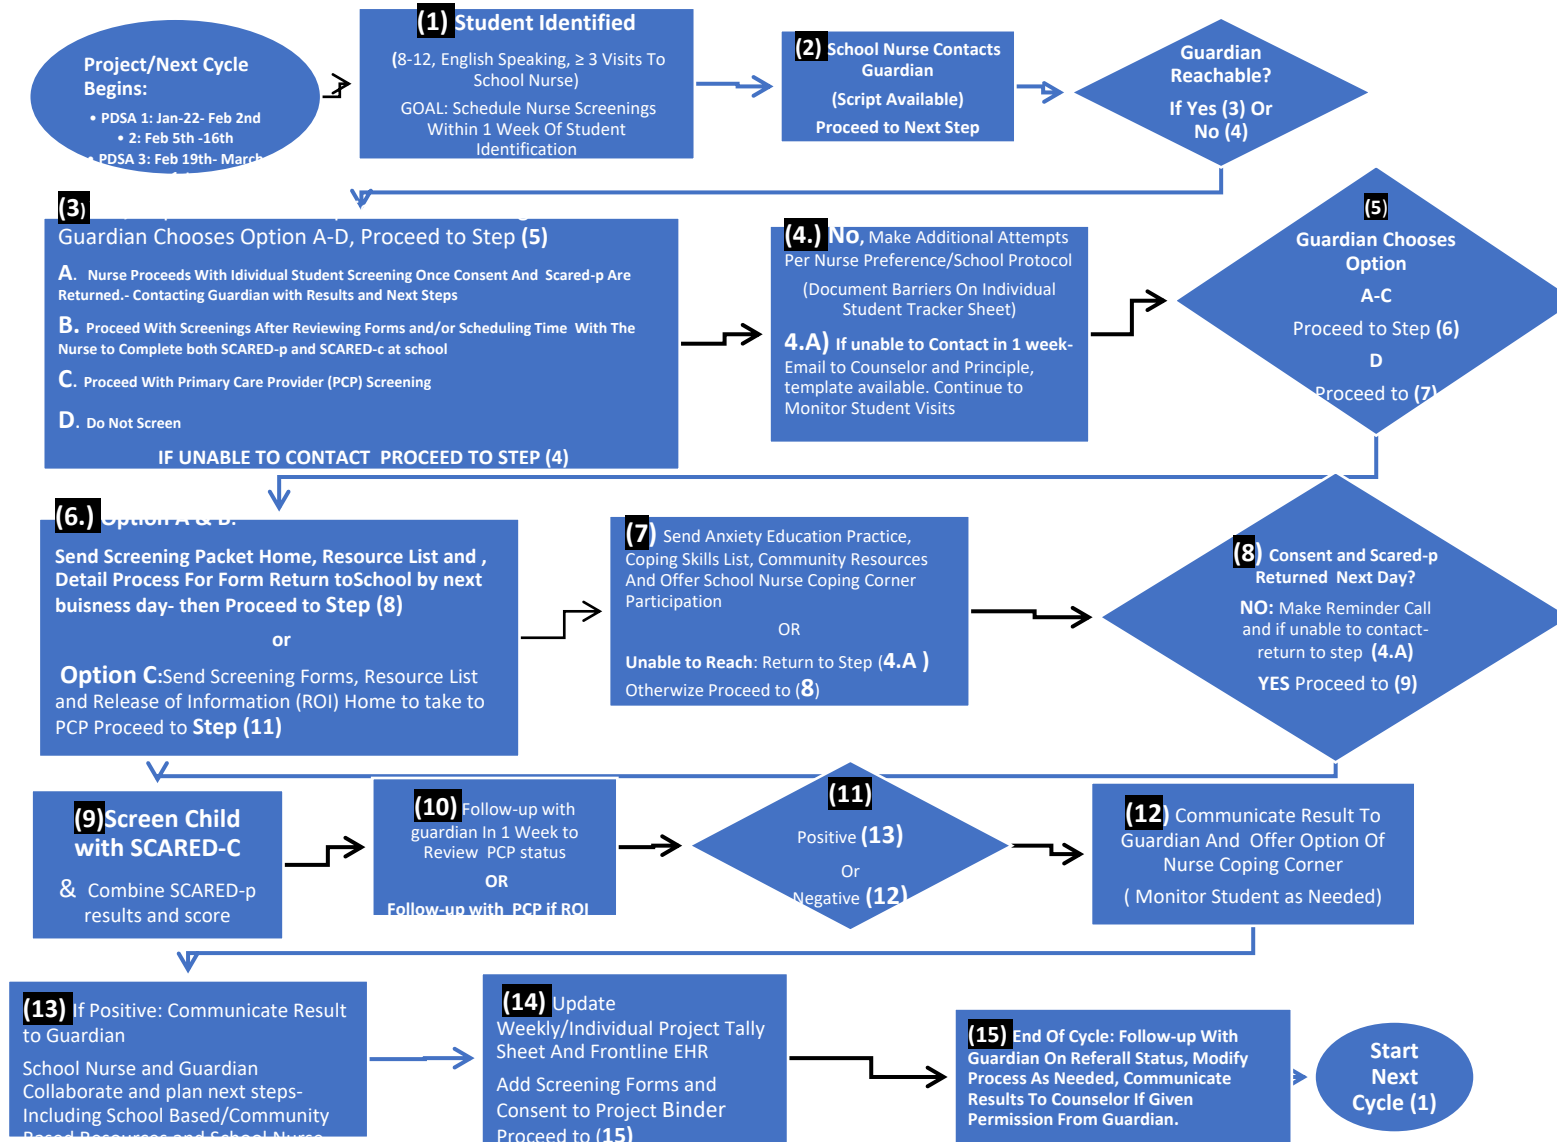 Project/Next Cycle
Begins:
• PDSA 1: Jan-22- Feb 2nd
• 2: Feb 5th -16th
• PDSA 3: Feb 19th- March
(1) Student Identified
(8-12, English Speaking, ≥ 3 Visits To
School Nurse)
GOAL: Schedule Nurse Screenings
Within 1 Week Of Student
Identification
(2) School Nurse Contacts
Guardian
(Script Available)
Proceed to Next Step
Guardian
Reachable?
If Yes (3) Or
No (4)
(3)
Guardian Chooses Option A-D, Proceed to Step (5)
A. Nurse Proceeds With Idividual Student Screening Once Consent And Scared-p Are
Returned.- Contacting Guardian with Results and Next Steps
B. Proceed With Screenings After Reviewing Forms and/or Scheduling Time With The
Nurse to Complete both SCARED-p and SCARED-c at school
C. Proceed With Primary Care Provider (PCP) Screening
D. Do Not Screen
IF UNABLE TO CONTACT PROCEED TO STEP (4)
(4.) No, Make Additional Attempts
Per Nurse Preference/School Protocol
(Document Barriers On Individual
Student Tracker Sheet)
4.A) If unable to Contact in 1 week-
Email to Counselor and Principle,
template available. Continue to
Monitor Student Visits
(5)
Guardian Chooses
Option
A-C
Proceed to Step (6)
D
Proceed to (7)
(6.) Option A & B:
Send Screening Packet Home, Resource List and ,
Detail Process For Form Return toSchool by next
buisness day- then Proceed to Step (8)
or
Option C:Send Screening Forms, Resource List
and Release of Information (ROI) Home to take to
PCP Proceed to Step (11)
(7) Send Anxiety Education Practice,
Coping Skills List, Community Resources
And Offer School Nurse Coping Corner
Participation
OR
Unable to Reach: Return to Step (4.A )
Otherwize Proceed to (8)
(8) Consent and Scared-p
Returned Next Day?
NO: Make Reminder Call
and if unable to contact-
return to step (4.A)
YES Proceed to (9)
(9)Screen Child
with SCARED-C
& Combine SCARED-p
results and score
(10) Follow-up with
guardian In 1 Week to
Review PCP status
OR
Follow-up with PCP if ROI
(11)
Positive (13)
Or
Negative (12)
(12) Communicate Result To
Guardian And Offer Option Of
Nurse Coping Corner
( Monitor Student as Needed)
(13) If Positive: Communicate Result
to Guardian
School Nurse and Guardian
Collaborate and plan next steps-
Including School Based/Community
Based Resources and School Nurse
(14) Update
Weekly/Individual Project Tally
Sheet And Frontline EHR
Add Screening Forms and
Consent to Project Binder
Proceed to (15)
(15) End Of Cycle: Follow-up With
Guardian On Referall Status, Modify
Process As Needed, Communicate
Results To Counselor If Given
Permission From Guardian.
Start
Next
Cycle (1)